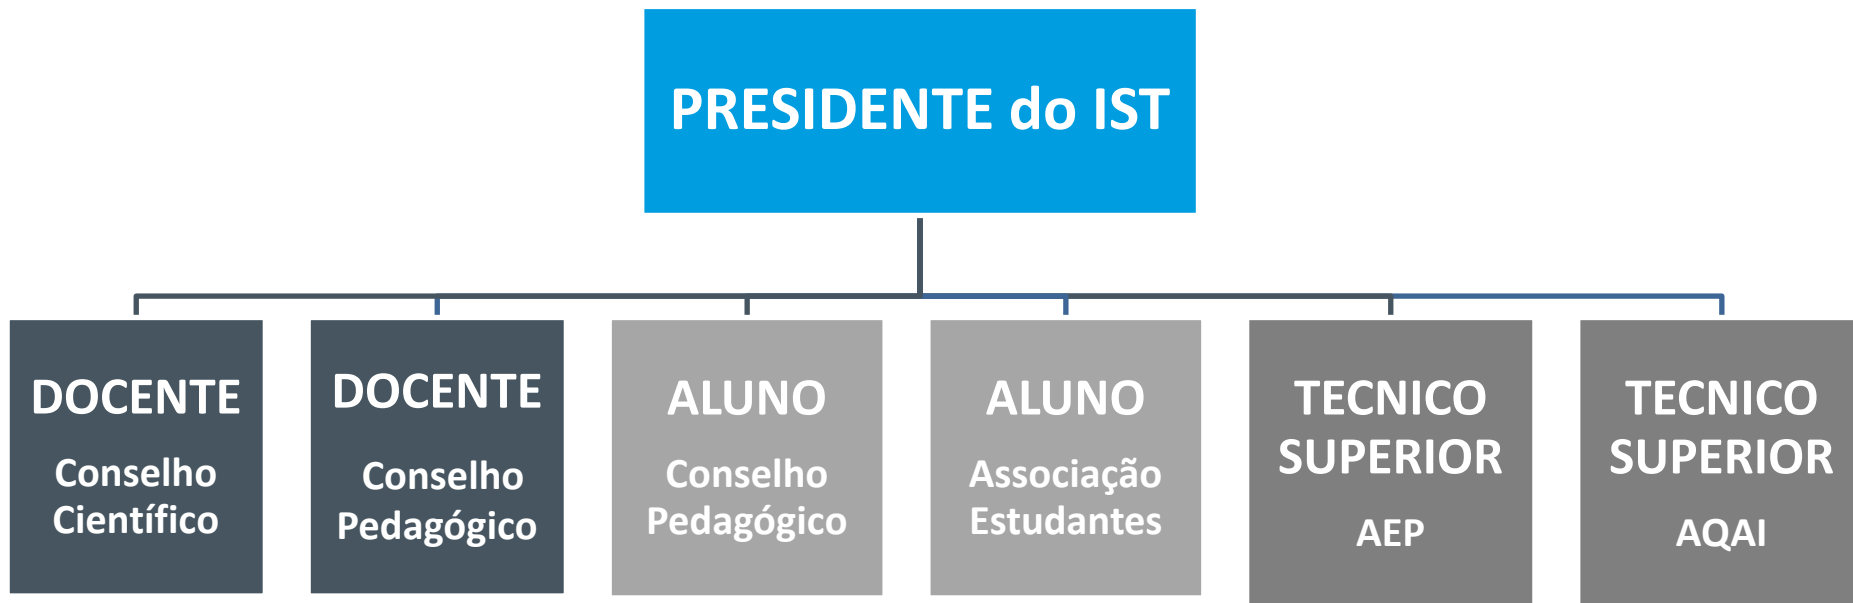 PRESIDENTE do IST
DOCENTE
Conselho
Científico
DOCENTE
Conselho
Pedagógico
ALUNO
Conselho
Pedagógico
ALUNO
Associação
Estudantes
TECNICO
SUPERIOR
AEP
TECNICO
SUPERIOR
AQAI